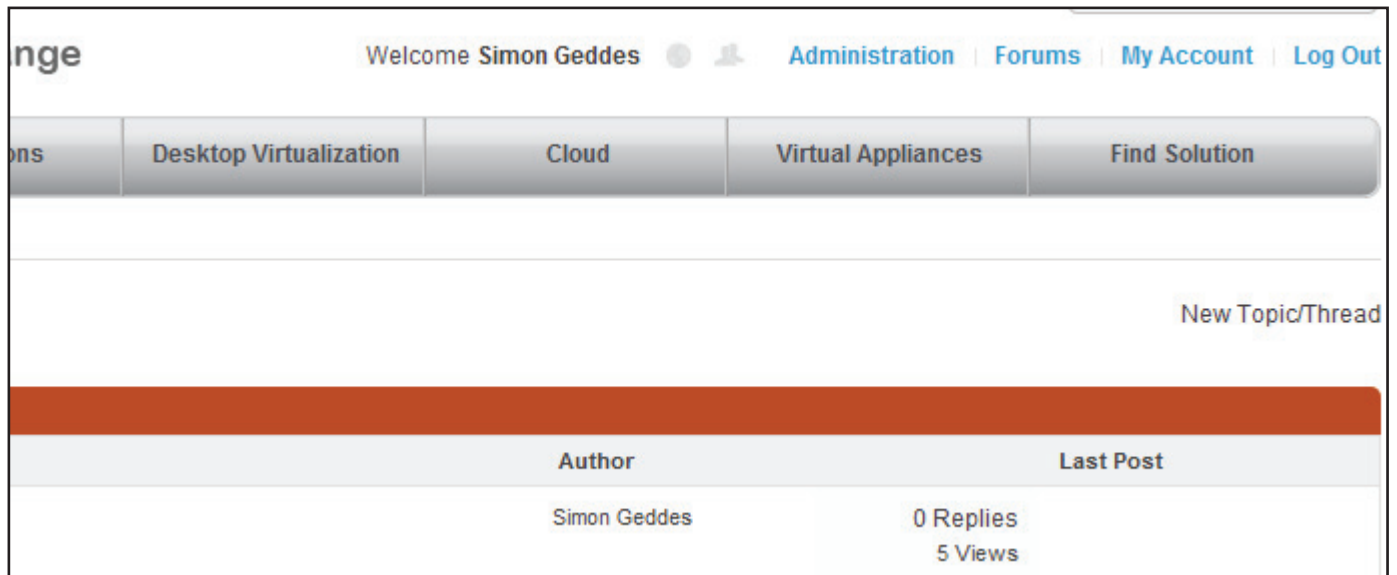 ange Welcome Simon Geddes Administration Forums My Account Log Out
ons Desktop Virtualization Cloud Virtual Appliances Find Solution
New Topic/Thread
Author Last Post
Simon Geddes 0 Replies
5 Views